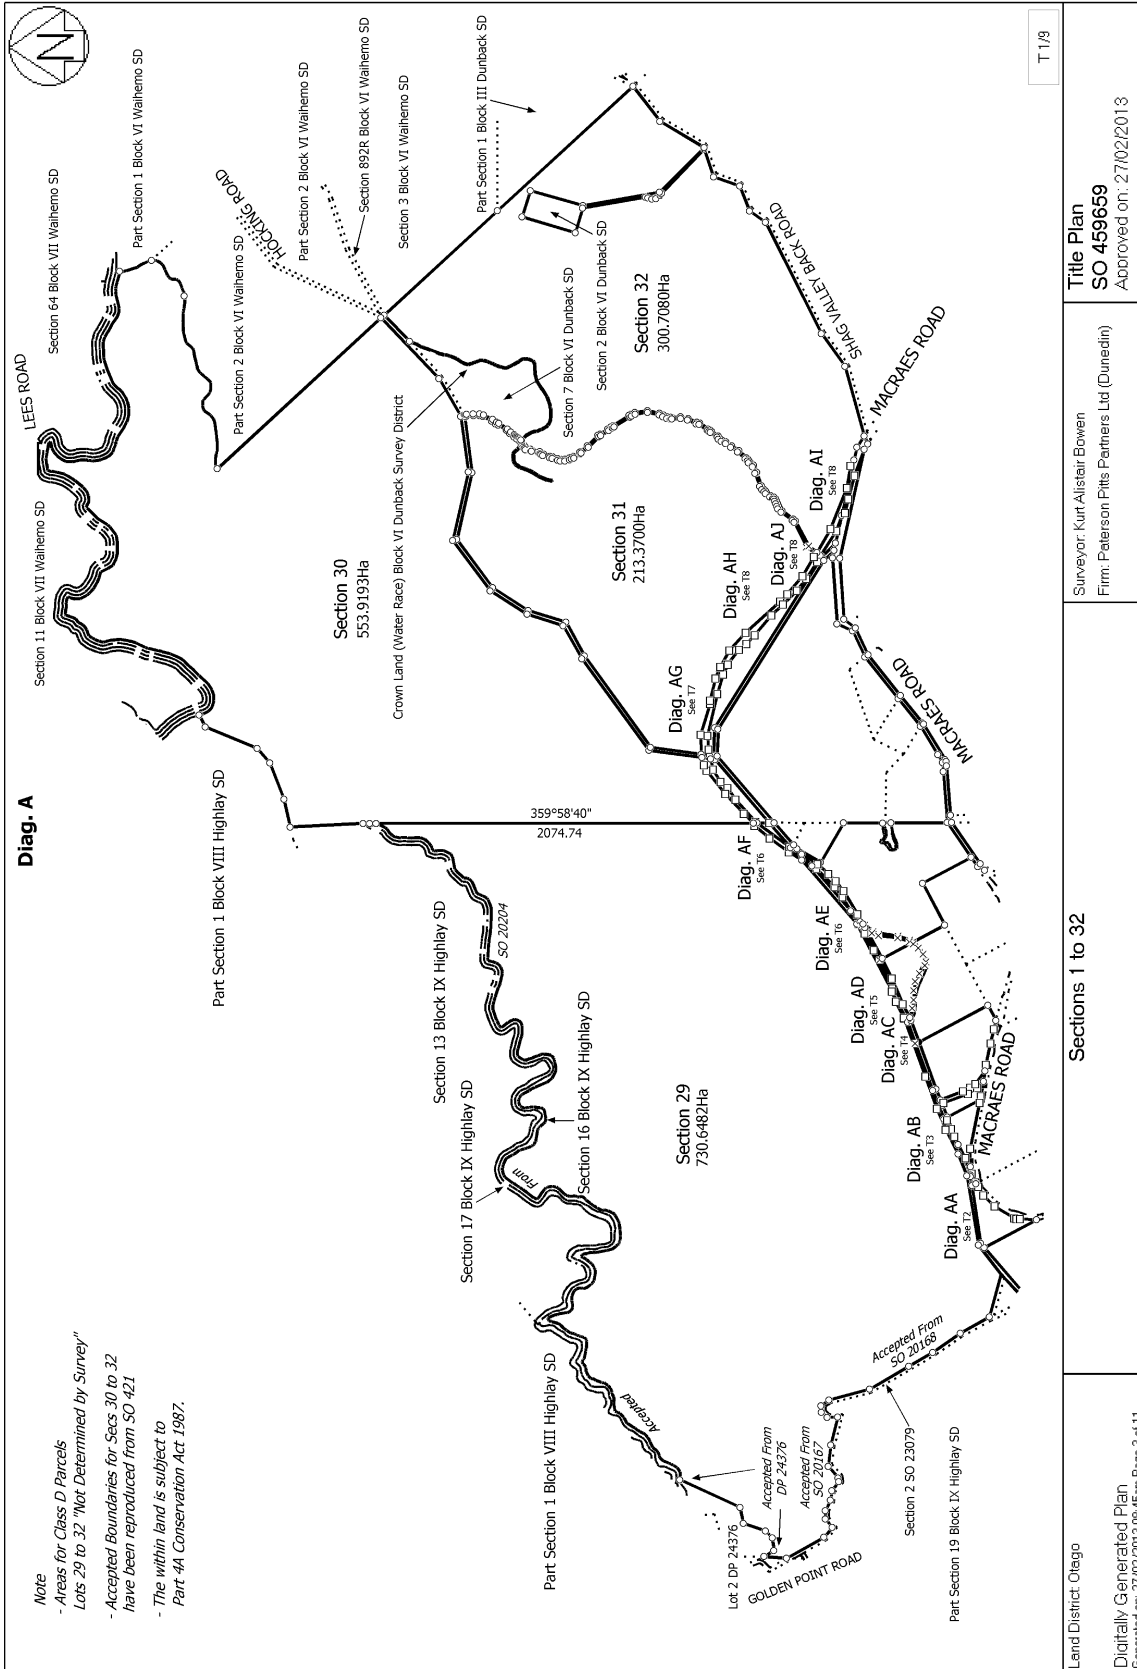 Diag. A
Note
- Areas for Class D Parcels
Lots 29 to 32 "Not Determined by Survey"
- Accepted Boundaries for Secs 30 to 32
have been reproduced from SO 421
- The within land is subject to
Part 4A Conservation Act 1987.
N
LEES ROAD
Section 11 Block VII Waihemo SD
Section 64 Block VII Waihemo SD
Part Section 1 Block VI Waihemo SD
Part Section 2 Block VI Waihemo SD
HOCKING ROAD
Part Section 2 Block VI Waihemo SD
Section 892R Block VI Waihemo SD
Section 3 Block VI Waihemo SD
Part Section 1 Block III Dunback SD
Part Section 1 Block VIII Highlay SD
Section 30
553.9193Ha
Crown Land (Water Race) Block VI Dunback Survey District
Section 7 Block VI Dunback SD
Section 2 Block VI Dunback SD
Section 32
300.7080Ha
Section 31
213.3700Ha
359°58'40"
2074.74
SHAG VALLEY BACK ROAD
MACRAES ROAD
Section 13 Block IX Highlay SD
SO 20204
Section 17 Block IX Highlay SD
From
Section 16 Block IX Highlay SD
Section 29
730.6482Ha
Part Section 1 Block VIII Highlay SD
Accepted
Diag. AI
See T8
Diag. AJ
See T8
Diag. AH
See T8
Diag. AG
See T7
Diag. AF
See T6
Diag. AE
See T6
Diag. AD
See T5
Diag. AC
See T4
Diag. AB
See T3
Diag. AA
See T2
MACRAES ROAD
MACRAES ROAD
Lot 2 DP 24376
Accepted From
DP 24376
Accepted From
SO 20167
GOLDEN POINT ROAD
Accepted From
SO 20168
Section 2 SO 23079
Part Section 19 Block IX Highlay SD
T 1/9
Land District: Otago
Digitally Generated Plan
Sections 1 to 32
Surveyor: Kurt Alistair Bowen
Firm: Paterson Pitts Partners Ltd (Dunedin)
Title Plan
SO 459659
Approved on: 27/02/2013